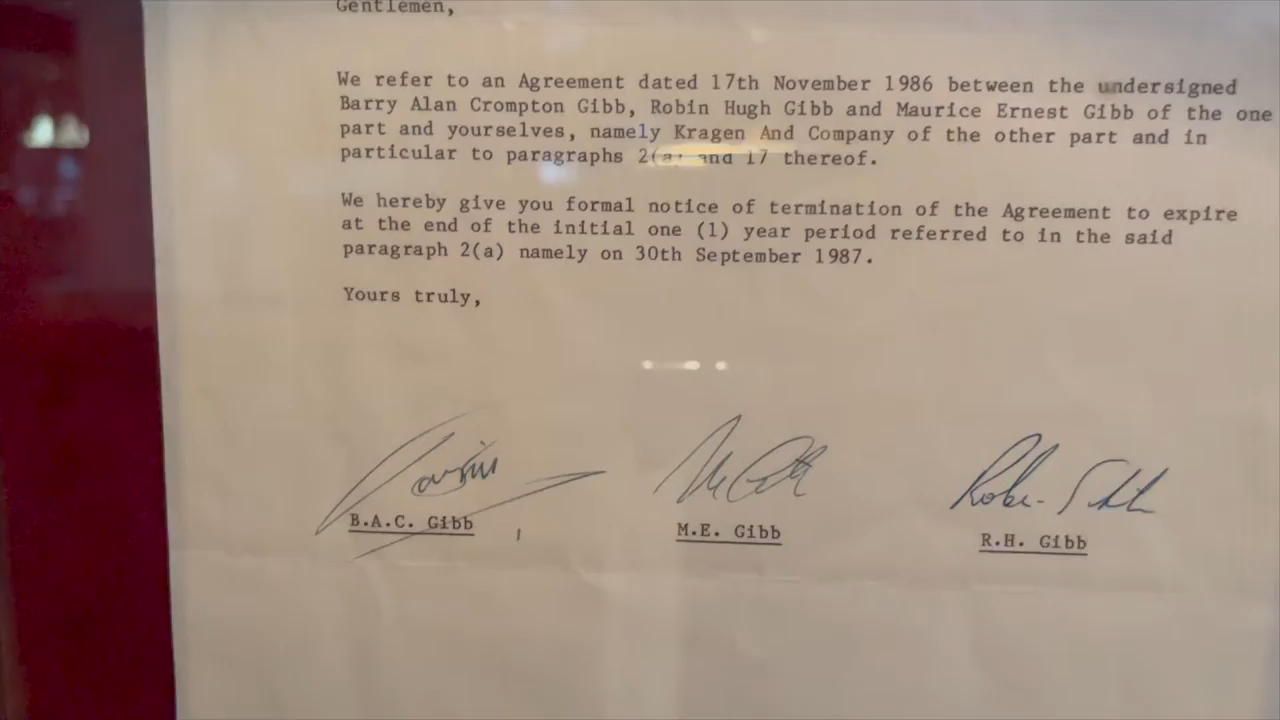 Gentlemen,
We refer to an Agreement dated 17th November 1986 between the undersigned
Barry Alan Crompton Gibb, Robin Hugh Gibb and Maurice Ernest Gibb of the one
part and yourselves, namely Kragen And Company of the other part and in
particular to paragraphs 2(a) and 17 thereof.
We hereby give you formal notice of termination of the Agreement to expire
at the end of the initial one (1) year period referred to in the said
paragraph 2(a) namely on 30th September 1987.
Yours truly,
B.A.C. Gibb
M.E. Gibb
R.H. Gibb